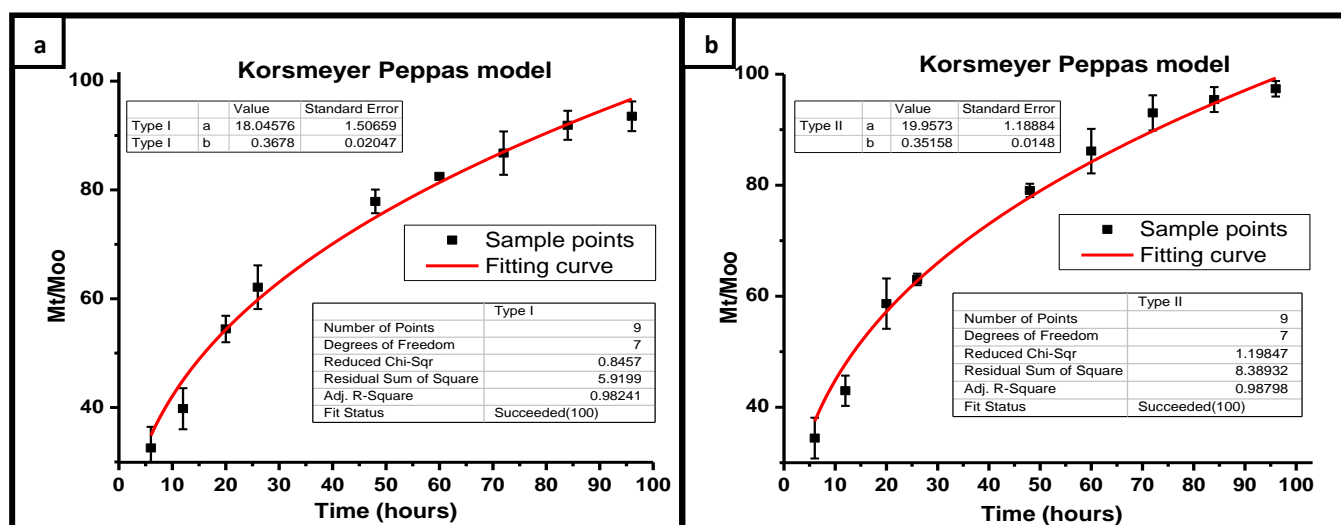 a
Korsmeyer Peppas model
Value Standard Error
Type I a 18.04576 1.50659
Type I b 0.3678 0.02047
Sample points
Fitting curve
Type I
Number of Points 9
Degrees of Freedom 7
Reduced Chi-Sqr 0.8457
Residual Sum of Square 5.9199
Adj. R-Square 0.98241
Fit Status Succeeded(100)
Mt/Moo
100
80
60
40
0 10 20 30 40 50 60 70 80 90 100
Time (hours)
b
Korsmeyer Peppas model
Value Standard Error
Type II a 19.9573 1.18884
b 0.35158 0.0148
Sample points
Fitting curve
Type II
Number of Points 9
Degrees of Freedom 7
Reduced Chi-Sqr 1.19847
Residual Sum of Square 8.38932
Adj. R-Square 0.98798
Fit Status Succeeded(100)
Mt/Moo
100
80
60
40
0 10 20 30 40 50 60 70 80 90 100
Time (hours)